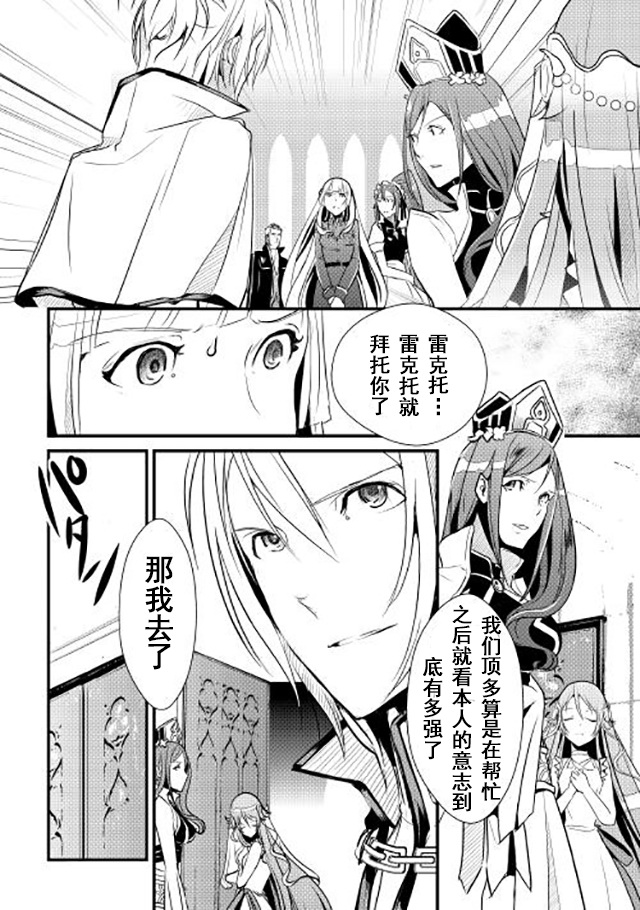 雷克托…
雷克托就
拜托你了
我们顶多算是在帮忙
之后就看本人的意志到
底有多强了
那我去了
パタ